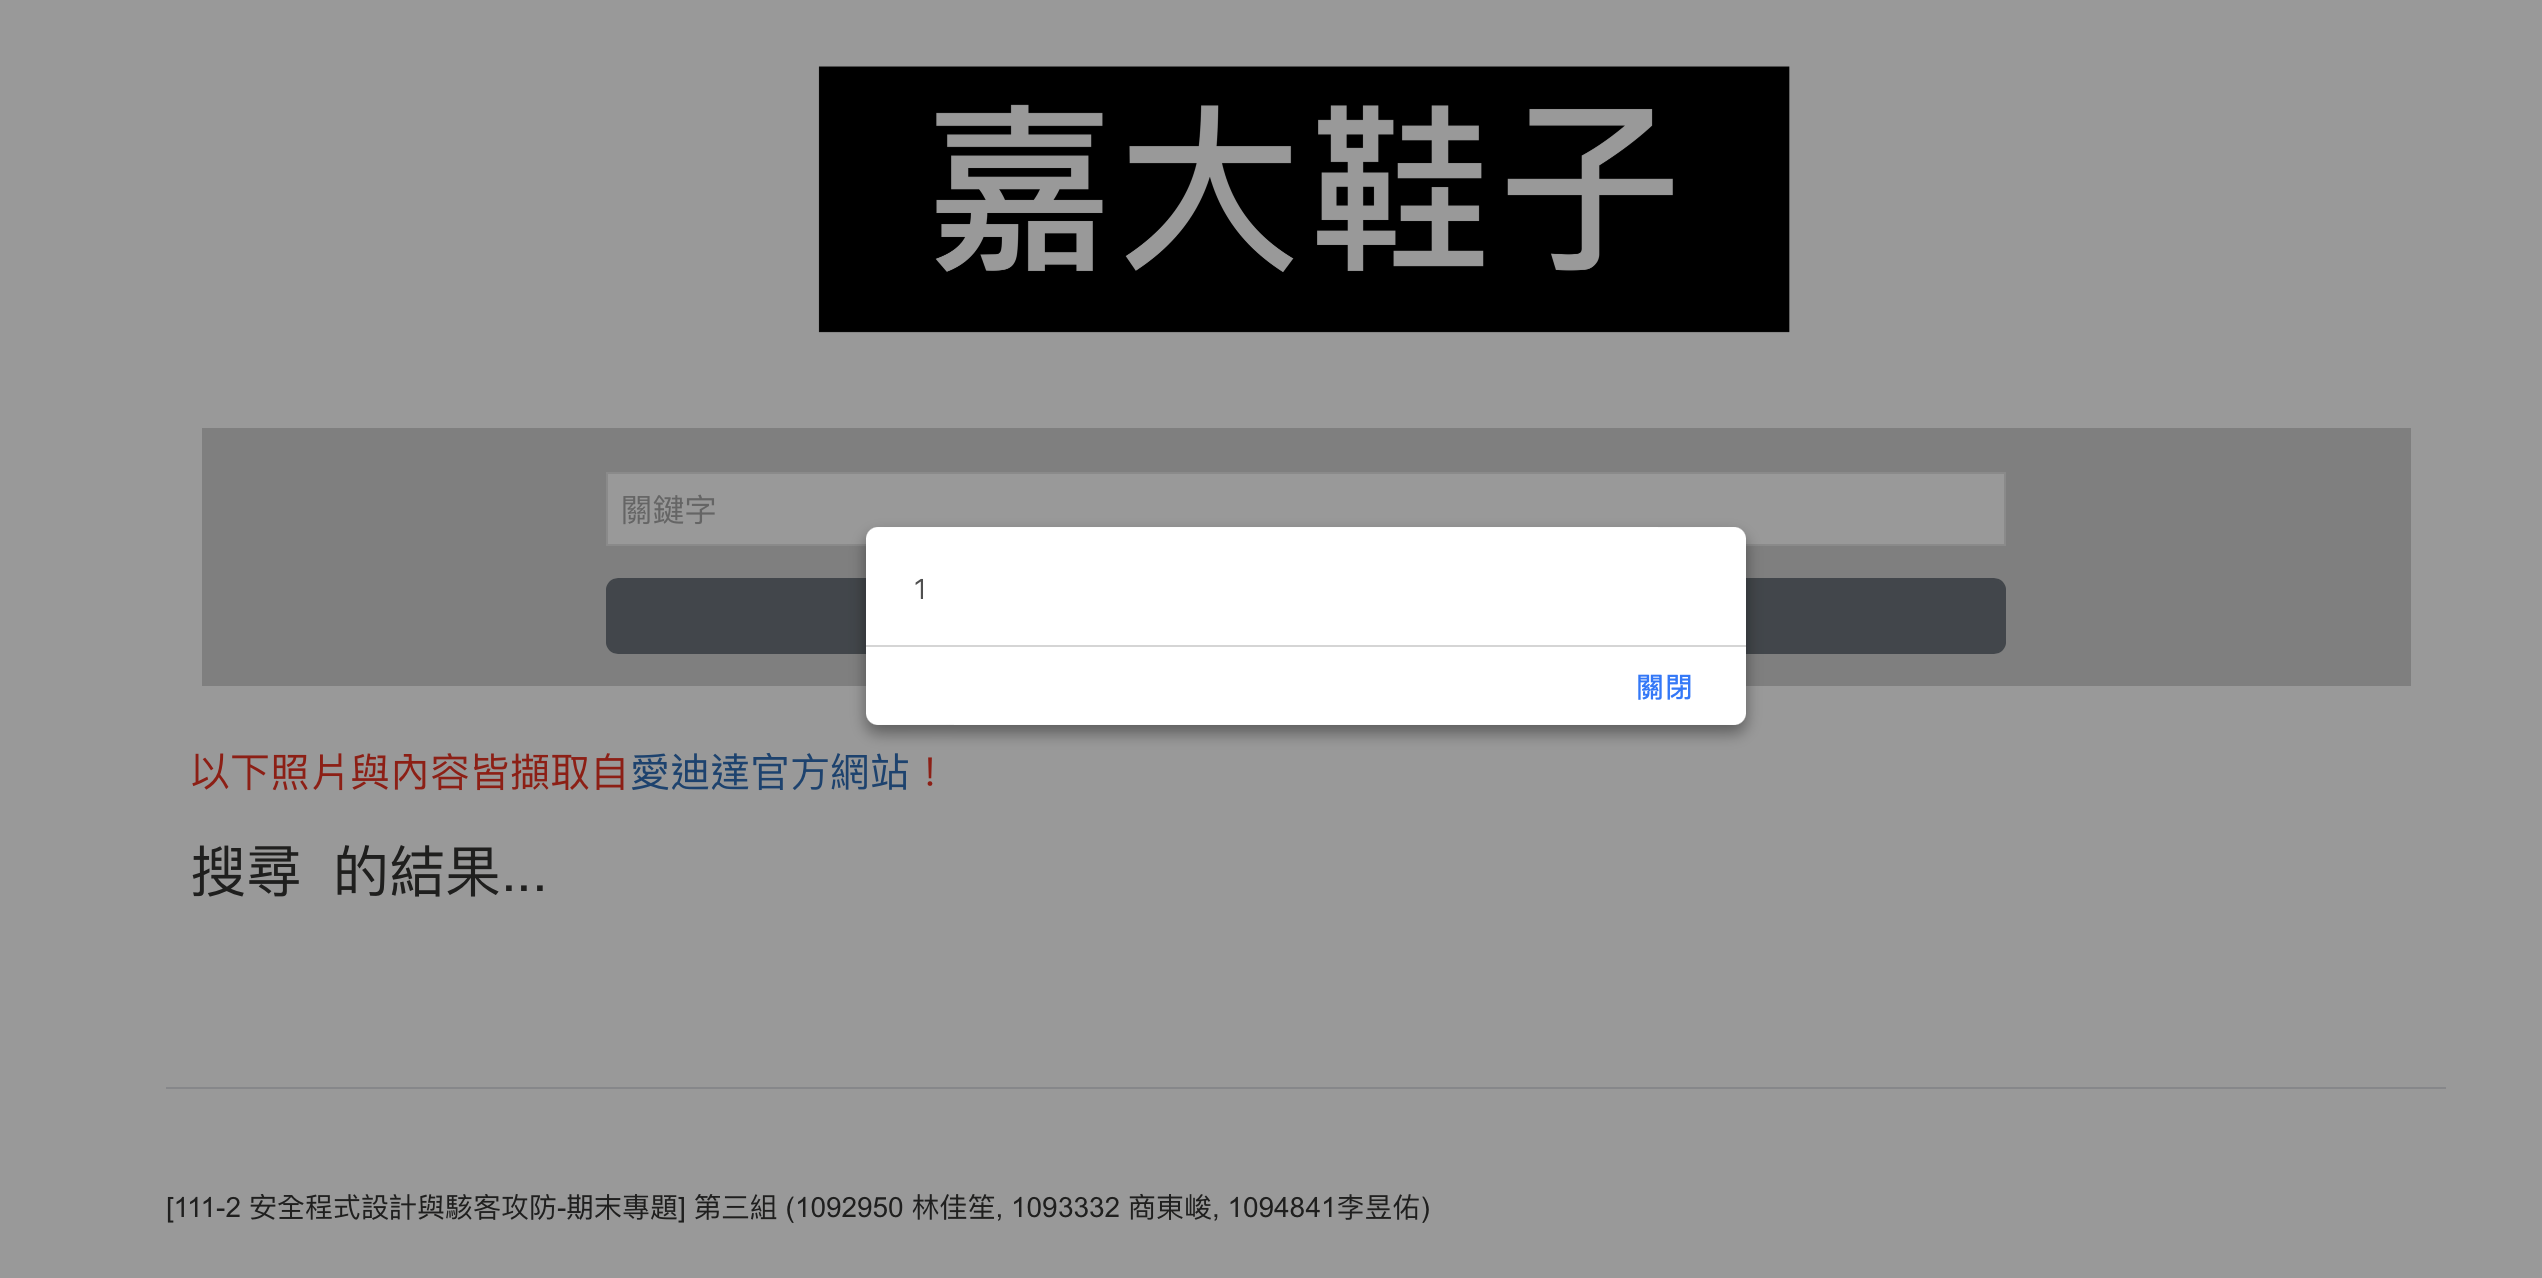 嘉大鞋子
關鍵字
1
關閉
以下照片與內容皆擷取自愛迪達官方網站！
搜尋 的結果...
[111-2 安全程式設計與駭客攻防-期末專題] 第三組 (1092950 林佳笙, 1093332 商東峻, 1094841李昱佑)